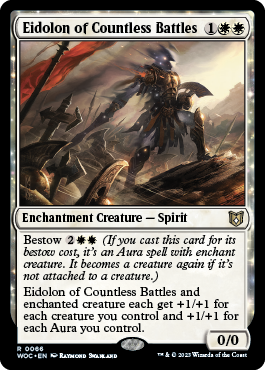 Eidolon of Countless Battles 1
Enchantment Creature — Spirit
Bestow 2 (If you cast this card for its
bestow cost, it's an Aura spell with enchant
creature. It becomes a creature again if it's
not attached to a creature.)
Eidolon of Countless Battles and
enchanted creature each get +1/+1 for
each creature you control and +1/+1 for
each Aura you control.
0/0
R 0066
WOC • EN Raymond Swanland
™ & © 2023 Wizards of the Coast